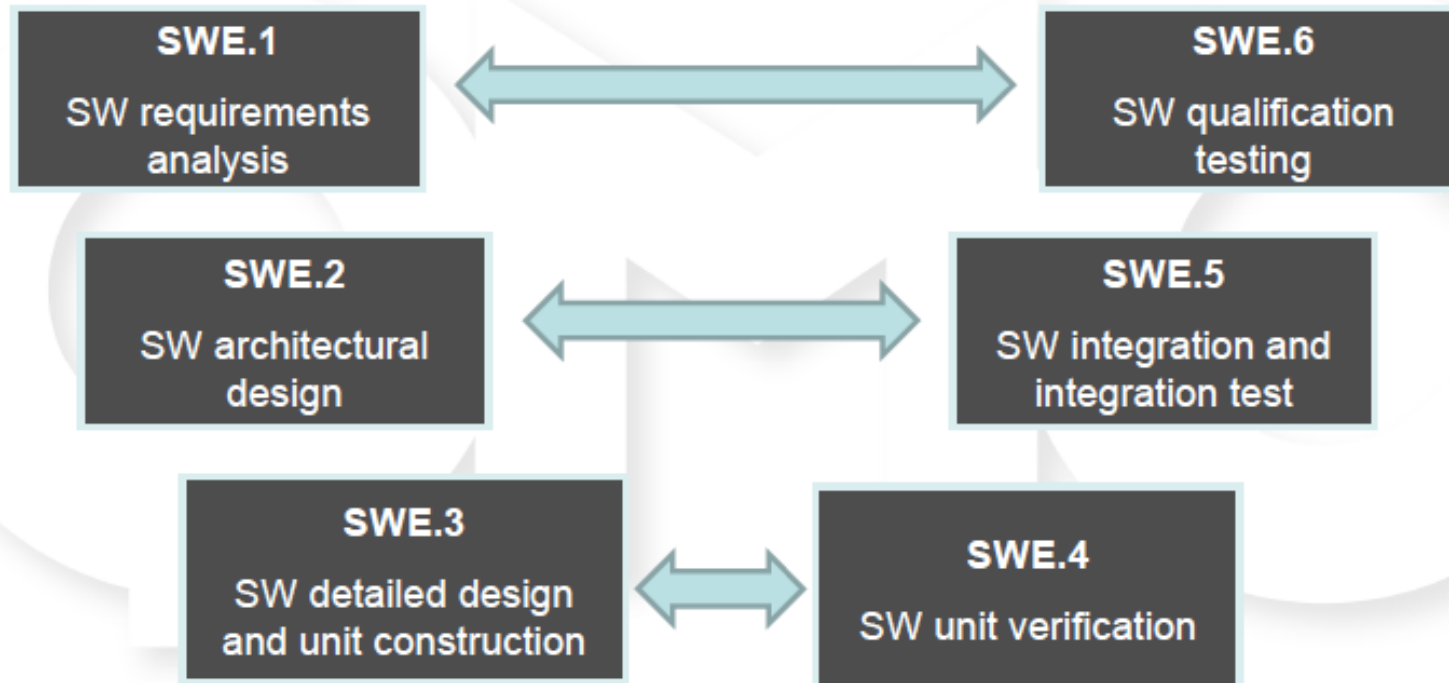 SWE.1
SW requirements
analysis
SWE.6
SW qualification
testing
SWE.2
SW architectural
design
SWE.5
SW integration and
integration test
SWE.3
SW detailed design
and unit construction
SWE.4
SW unit verification